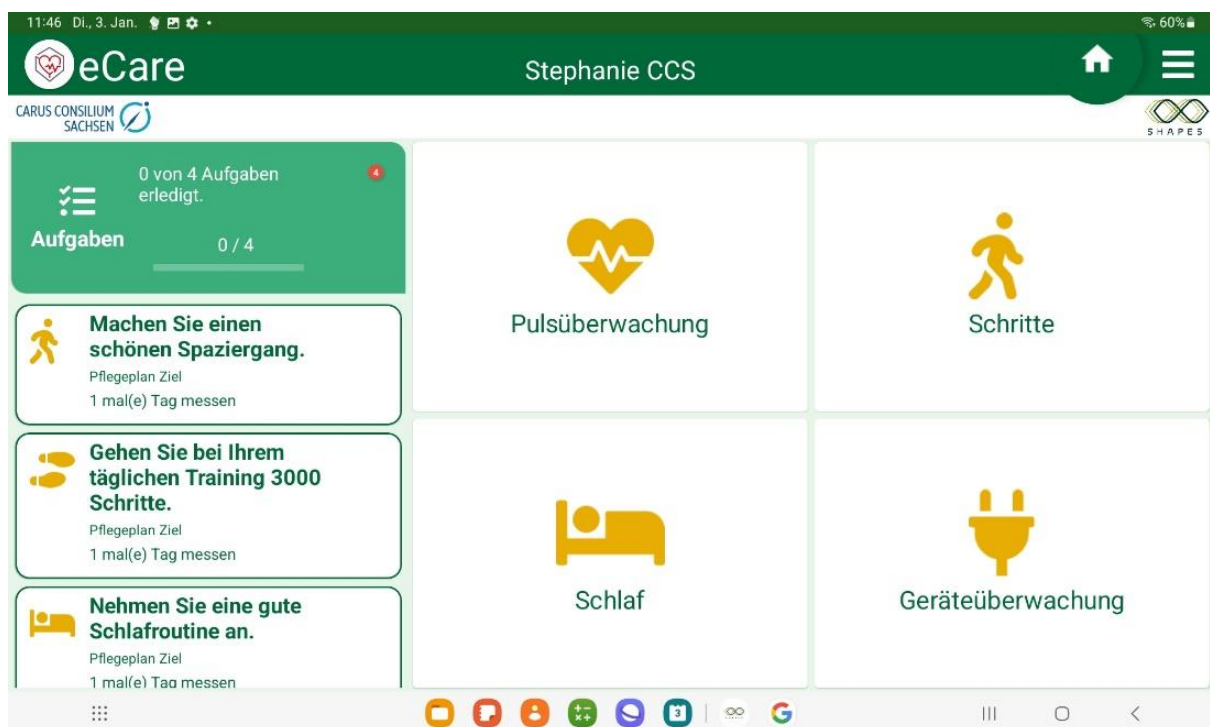 11:46 Di., 3. Jan.
60%
eCare
Stephanie CCS
CARUS CONSILIUM
SACHSEN
SHAPES
0 von 4 Aufgaben
erledigt.
4
Aufgaben
0 / 4
Machen Sie einen
schönen Spaziergang.
Pflegeplan Ziel
1 mal(e) Tag messen
Gehen Sie bei Ihrem
täglichen Training 3000
Schritte.
Pflegeplan Ziel
1 mal(e) Tag messen
Nehmen Sie eine gute
Schlafroutine an.
Pflegeplan Ziel
1 mal(e) Tag messen
Pulsüberwachung
Schritte
Schlaf
Geräteüberwachung
3
G